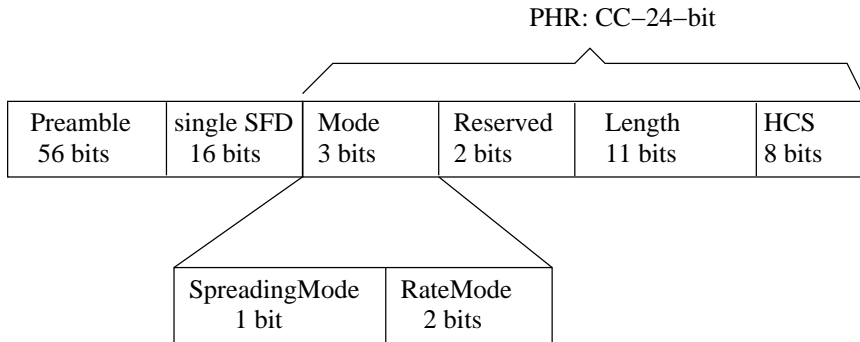 PHR: CC−24−bit
Preamble single SFD Mode Reserved Length HCS
56 bits 16 bits 3 bits 2 bits 11 bits 8 bits
SpreadingMode RateMode
1 bit 2 bits